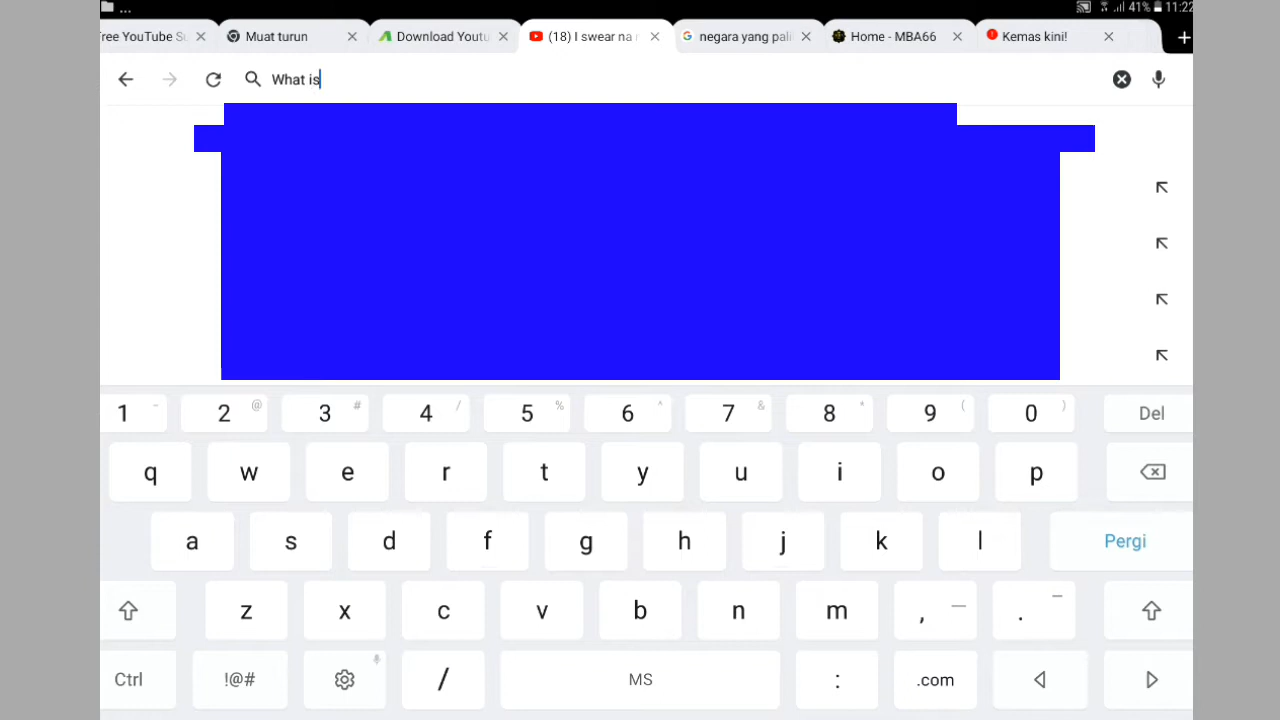 ... 41% 11:22
Free YouTube Su Muat turun Download Youtu (18) I swear na negara yang pali Home - MBA66 Kemas kini!
What is
1 2 @ 3 # 4 / 5 % 6 ^ 7 & 8 * 9 ( 0 ) Del
q w e r t y u i o p
a s d f g h j k l Pergi
z x c v b n m , .
Ctrl !@# / MS : .com